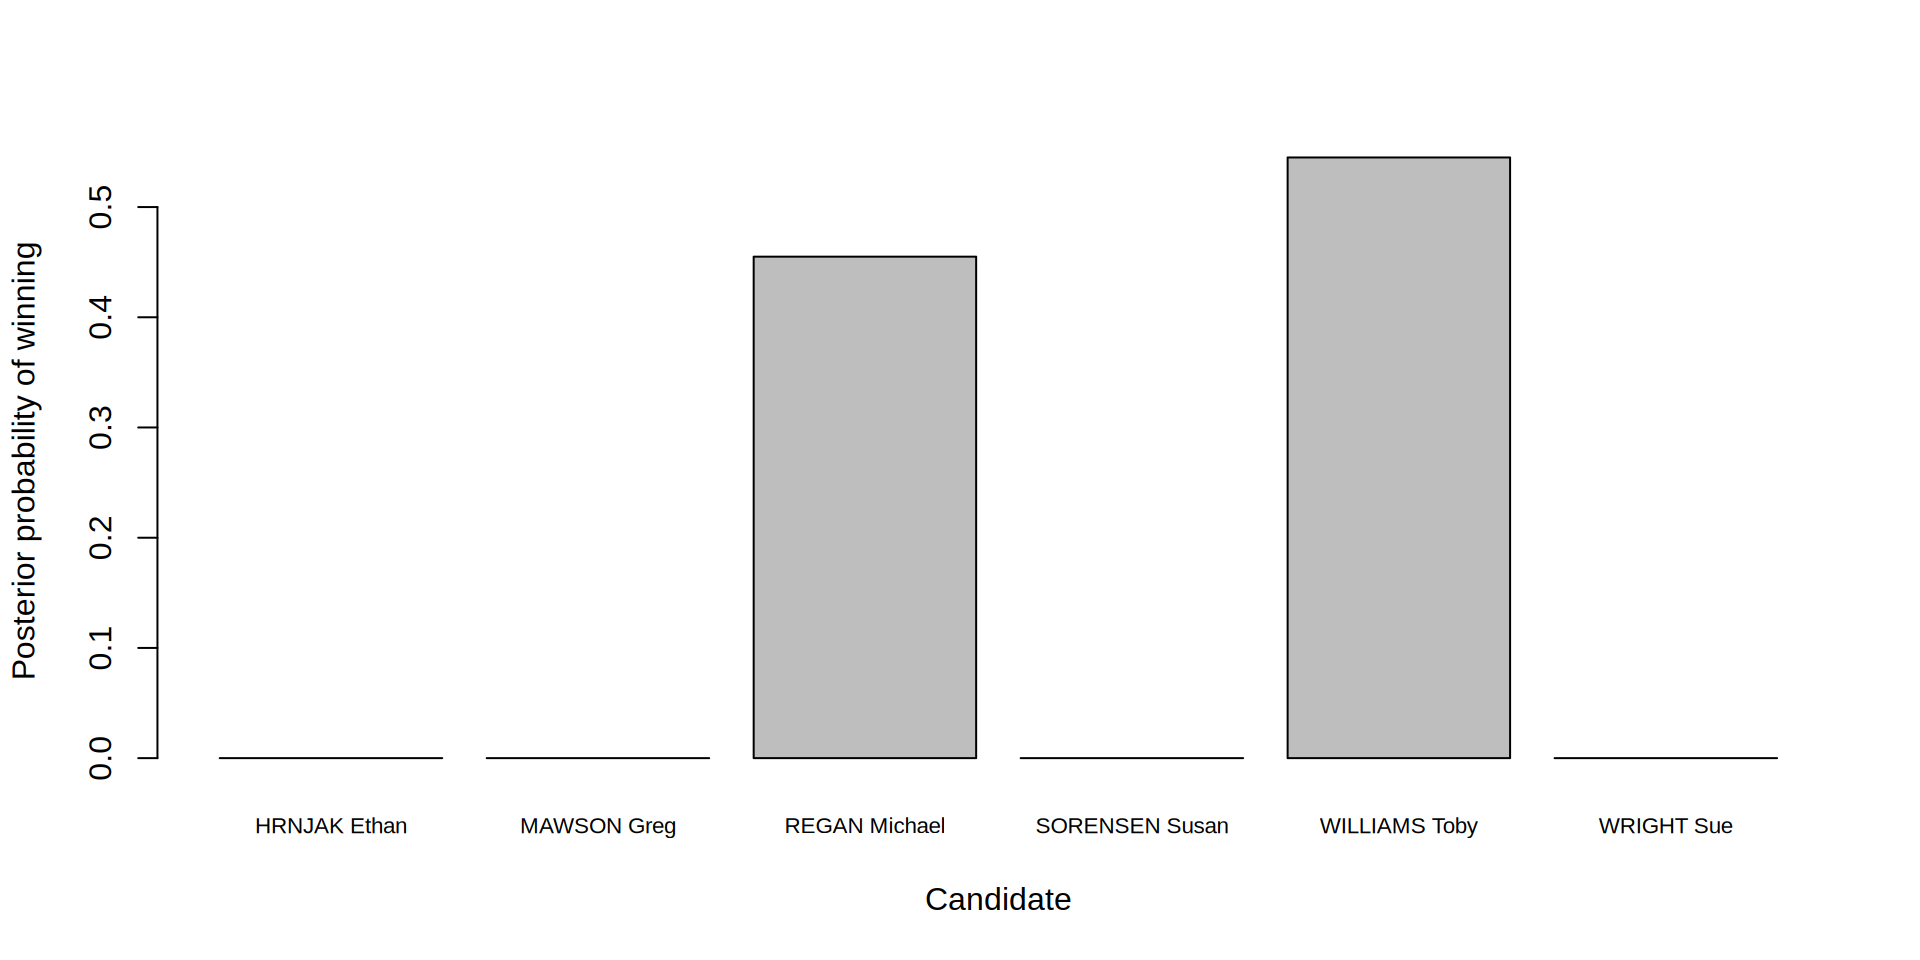 Posterior probability of winning
0.5
0.4
0.3
0.2
0.1
0.0
HRNJAK Ethan
MAWSON Greg
REGAN Michael
SORENSEN Susan
WILLIAMS Toby
WRIGHT Sue
Candidate